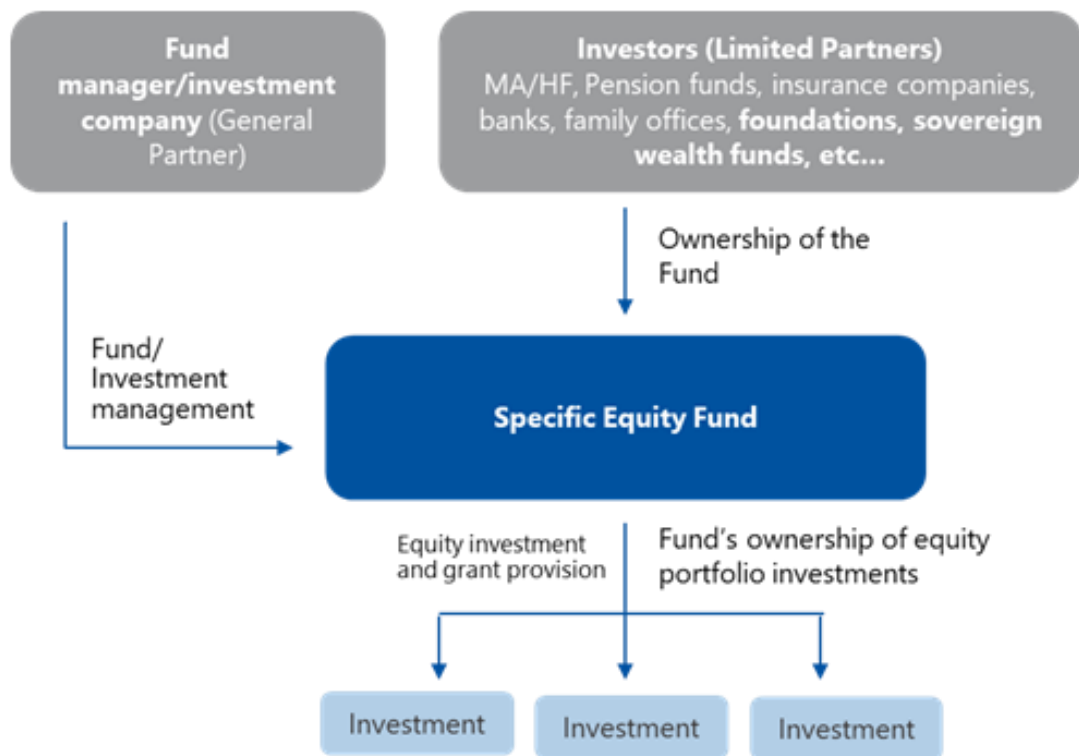 Fund
manager/investment
company (General
Partner)
Investors (Limited Partners)
MA/HF, Pension funds, insurance companies,
banks, family offices, foundations, sovereign
wealth funds, etc...
Ownership of the
Fund
Fund/
Investment
management
Specific Equity Fund
Equity investment
and grant provision
Fund's ownership of equity
portfolio investments
Investment
Investment
Investment